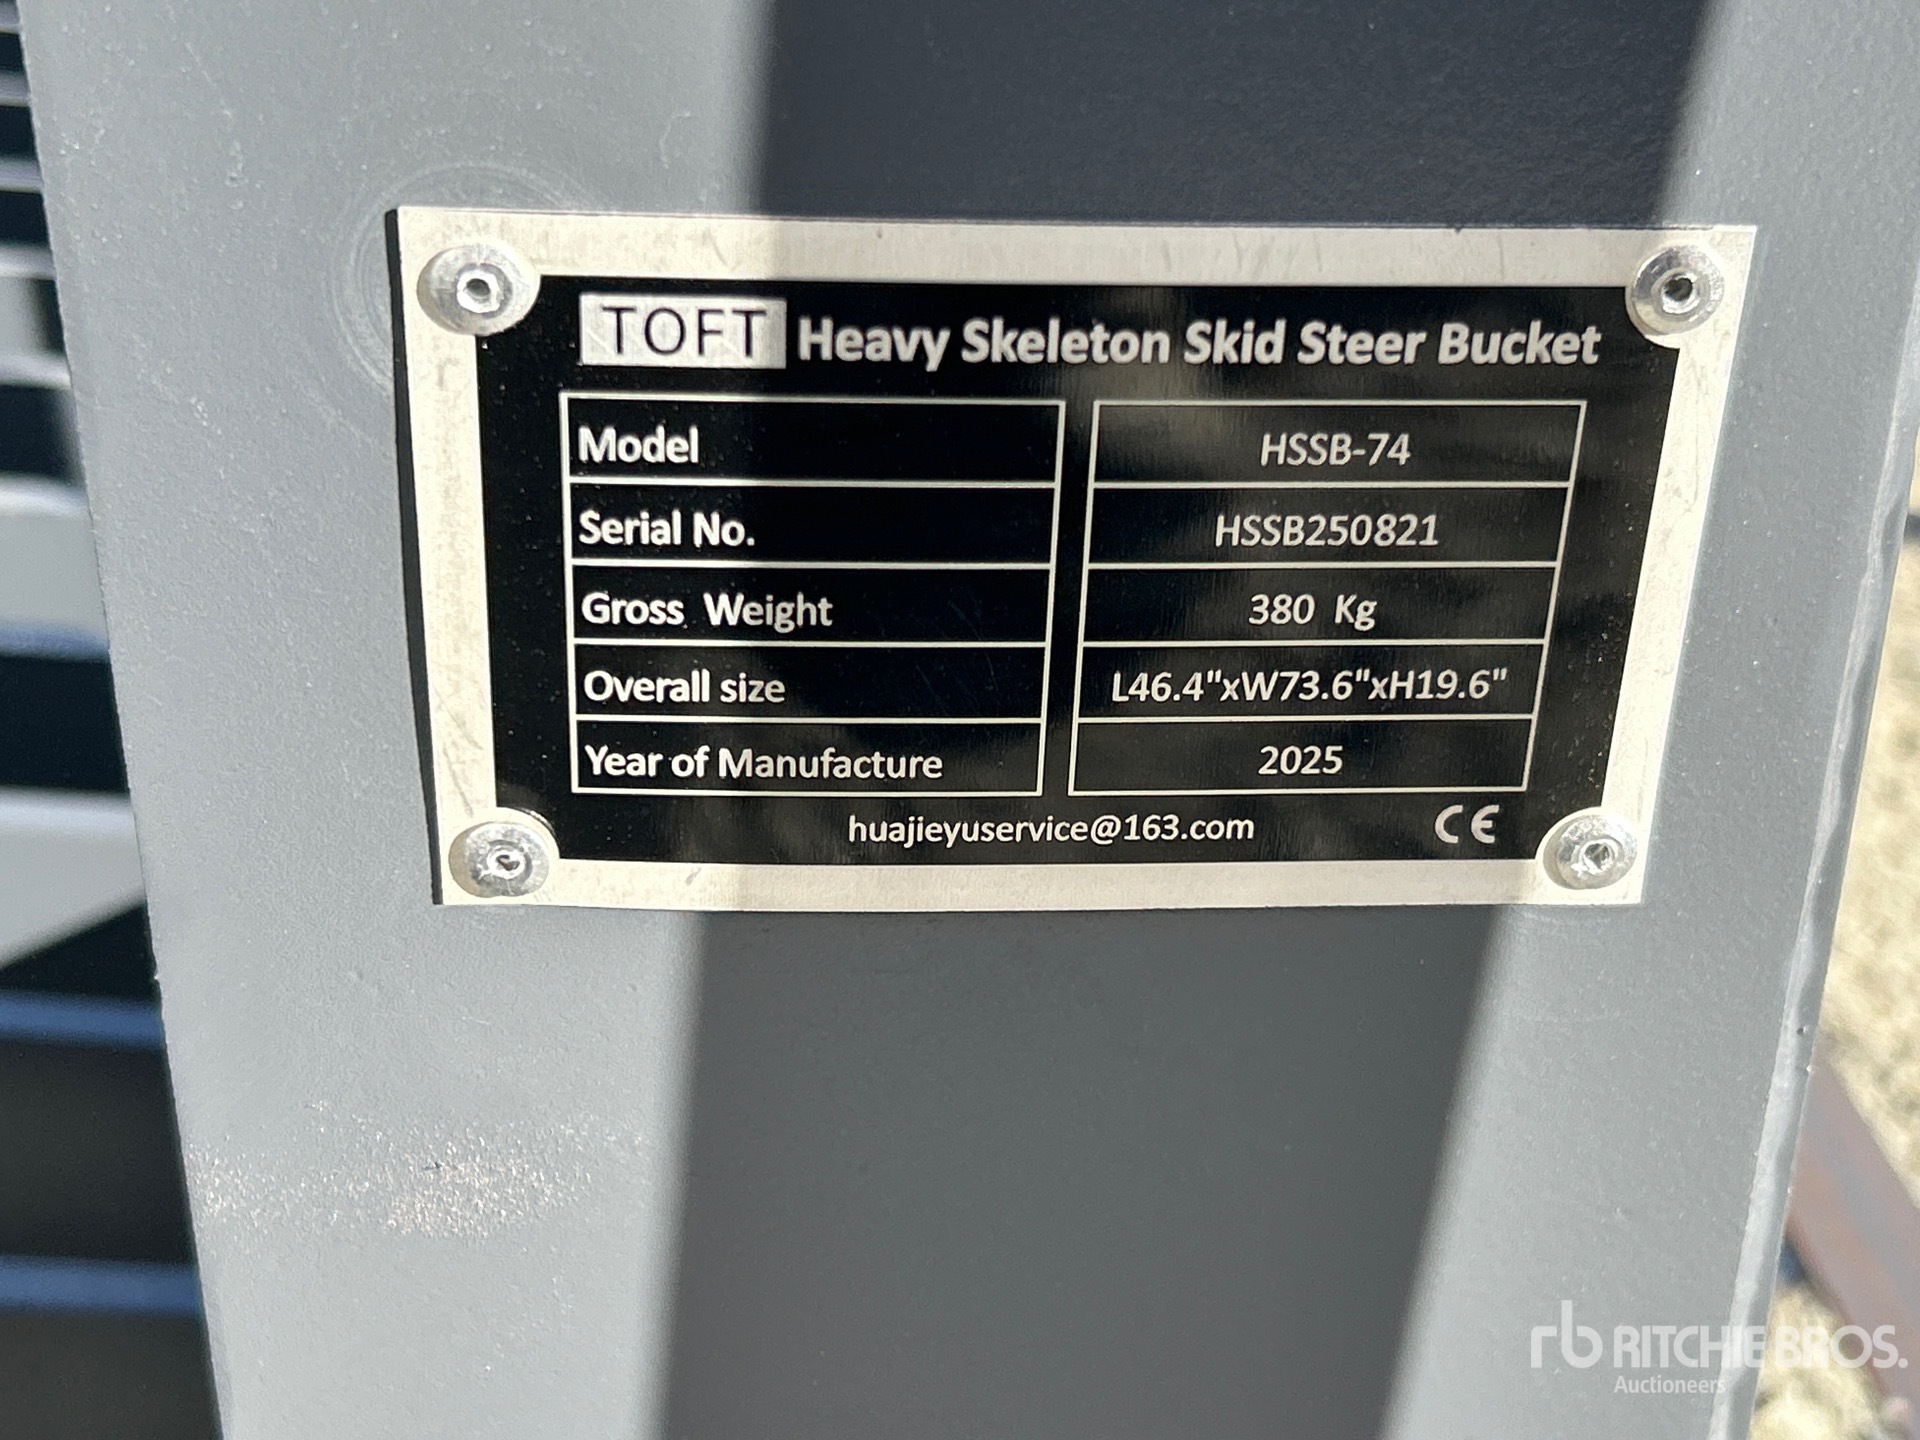 TOFT Heavy Skeleton Skid Steer Bucket
Model HSSB-74
Serial No. HSSB250821
Gross Weight 380 Kg
Overall size L46.4"xW73.6"xH19.6"
Year of Manufacture 2025
huajieyuservice@163.com CE
rb RITCHIE BROS.
Auctioneers